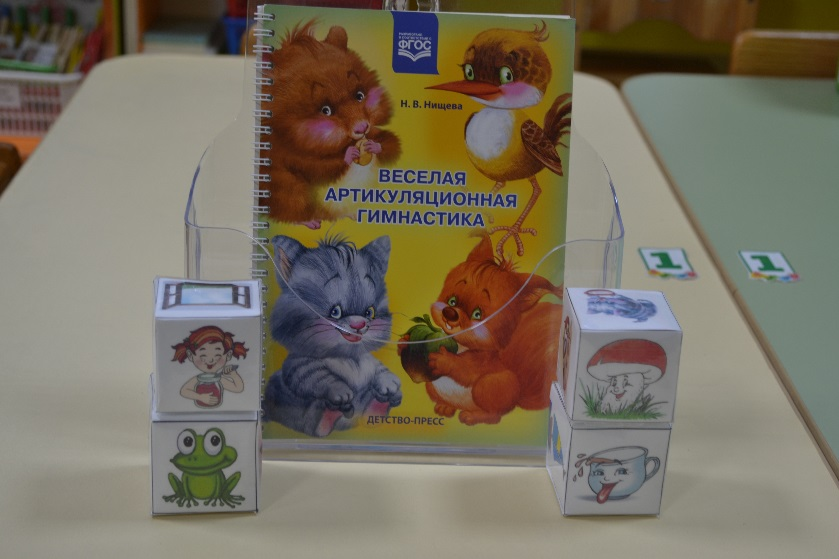 ФГОС
Н. В. Нищева
ВЕСЕЛАЯ
АРТИКУЛЯЦИОННАЯ
ГИМНАСТИКА
ДЕТСТВО-ПРЕСС
1
1